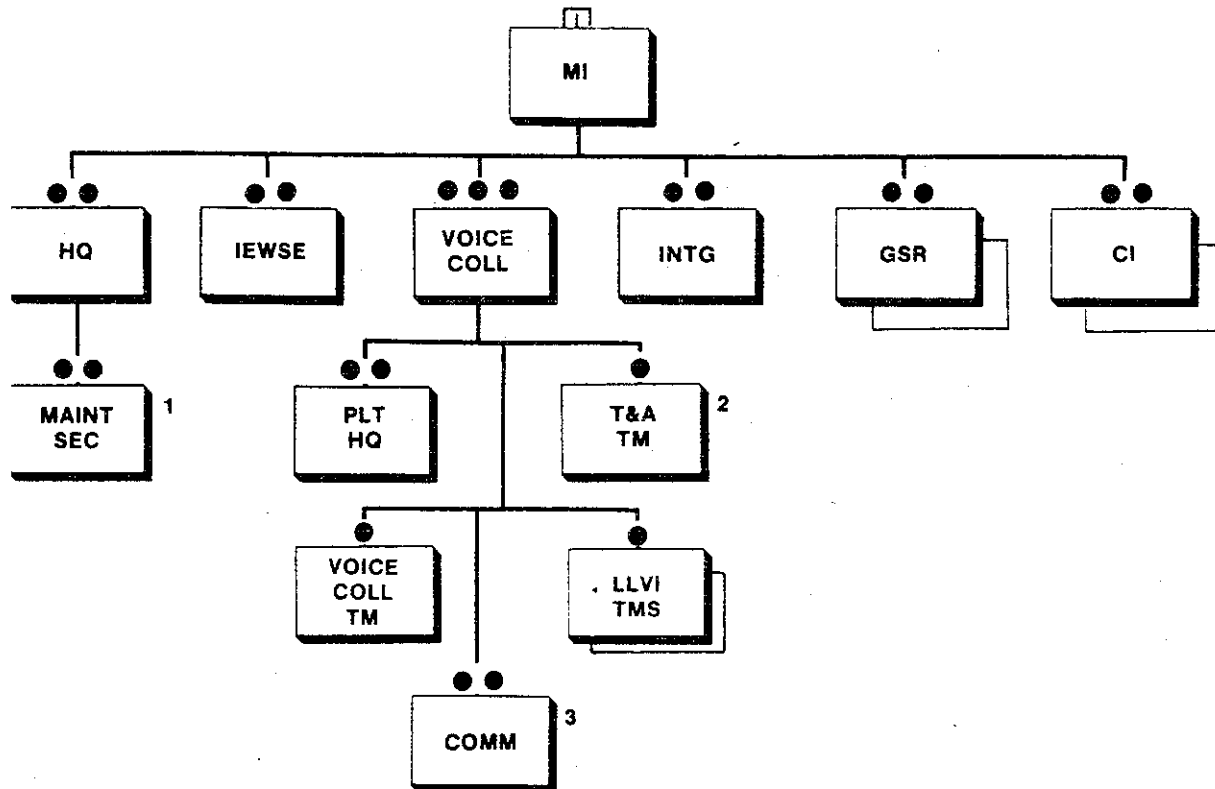 MI
HQ
IEWSE
VOICE
COLL
INTG
GSR
CI
MAINT
SEC
1
PLT
HQ
T&A
TM
2
VOICE
COLL
TM
LLVI
TMS
COMM
3